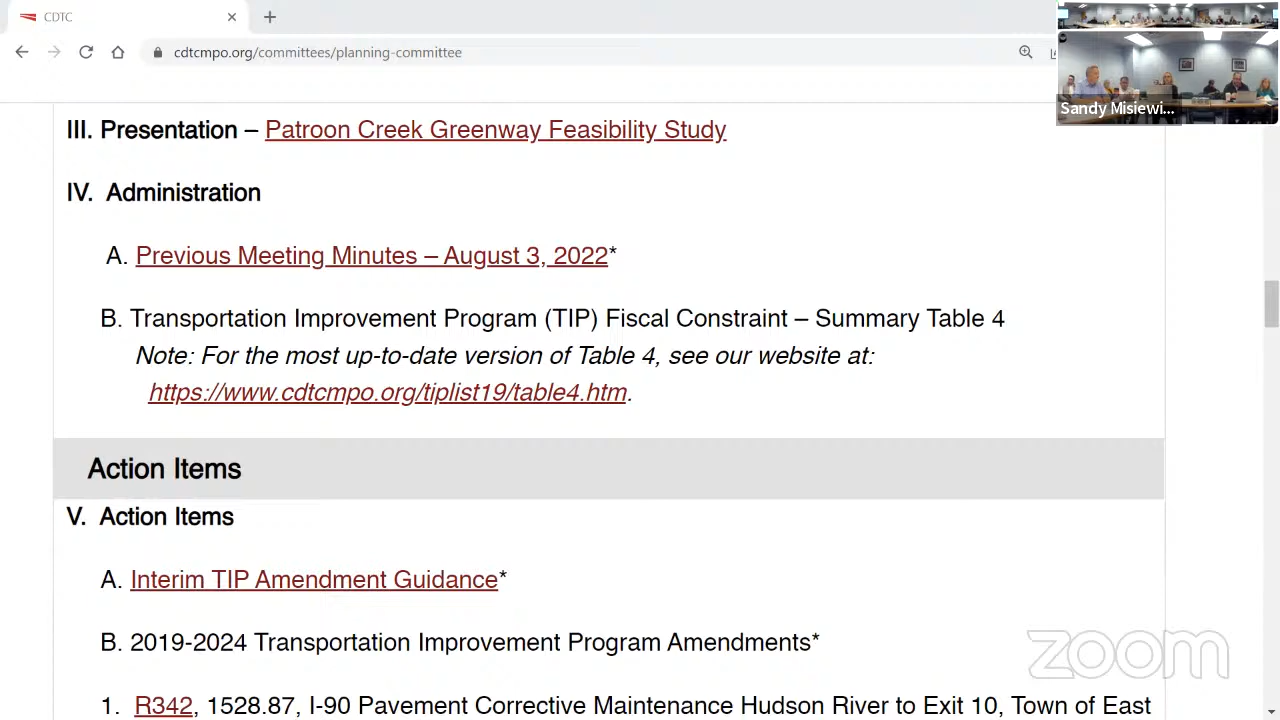 CDTC
cdtcmpo.org/committees/planning-committee
Sandy Misiewi...
III. Presentation – Patroon Creek Greenway Feasibility Study
IV. Administration
A. Previous Meeting Minutes – August 3, 2022*
B. Transportation Improvement Program (TIP) Fiscal Constraint – Summary Table 4
Note: For the most up-to-date version of Table 4, see our website at:
https://www.cdtcmpo.org/tiplist19/table4.htm.
Action Items
V. Action Items
A. Interim TIP Amendment Guidance*
B. 2019-2024 Transportation Improvement Program Amendments*
zoom
1. R342, 1528.87, I-90 Pavement Corrective Maintenance Hudson River to Exit 10, Town of East